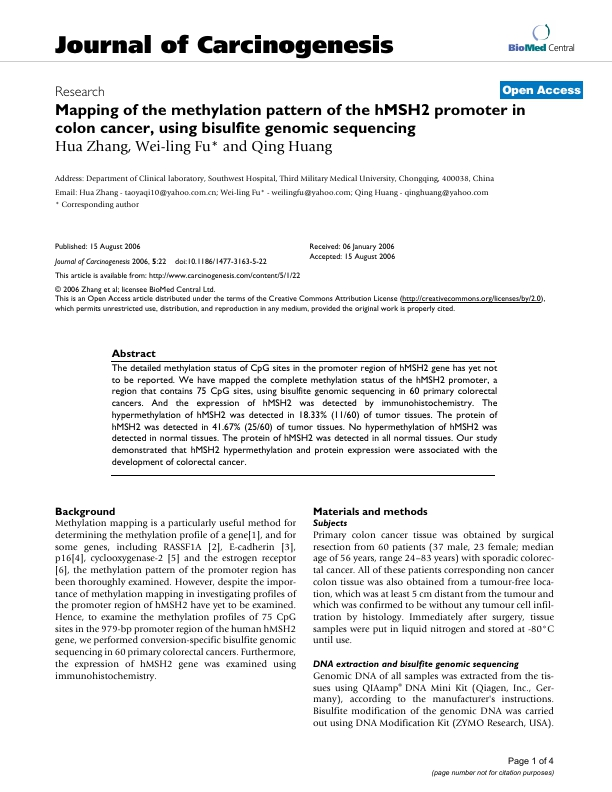 Journal of Carcinogenesis
BioMed Central
Research
Open Access
Mapping of the methylation pattern of the hMSH2 promoter in
colon cancer, using bisulfite genomic sequencing
Hua Zhang, Wei-ling Fu* and Qing Huang
Address: Department of Clinical laboratory, Southwest Hospital, Third Military Medical University, Chongqing, 400038, China
Email: Hua Zhang - taoyaqi10@yahoo.com.cn; Wei-ling Fu* - weilingfu@yahoo.com; Qing Huang - qinghuang@yahoo.com
* Corresponding author
Published: 15 August 2006
Journal of Carcinogenesis 2006, 5:22 doi:10.1186/1477-3163-5-22
Received: 06 January 2006
Accepted: 15 August 2006
This article is available from: http://www.carcinogenesis.com/content/5/1/22
© 2006 Zhang et al; licensee BioMed Central Ltd.
This is an Open Access article distributed under the terms of the Creative Commons Attribution License (http://creativecommons.org/licenses/by/2.0),
which permits unrestricted use, distribution, and reproduction in any medium, provided the original work is properly cited.
Abstract
The detailed methylation status of CpG sites in the promoter region of hMSH2 gene has yet not
to be reported. We have mapped the complete methylation status of the hMSH2 promoter, a
region that contains 75 CpG sites, using bisulfite genomic sequencing in 60 primary colorectal
cancers. And the expression of hMSH2 was detected by immunohistochemistry. The
hypermethylation of hMSH2 was detected in 18.33% (11/60) of tumor tissues. The protein of
hMSH2 was detected in 41.67% (25/60) of tumor tissues. No hypermethylation of hMSH2 was
detected in normal tissues. The protein of hMSH2 was detected in all normal tissues. Our study
demonstrated that hMSH2 hypermethylation and protein expression were associated with the
development of colorectal cancer.
Background
Methylation mapping is a particularly useful method for
determining the methylation profile of a gene[1], and for
some genes, including RASSF1A [2], E-cadherin [3],
p16[4], cyclooxygenase-2 [5] and the estrogen receptor
[6], the methylation pattern of the promoter region has
been thoroughly examined. However, despite the impor-
tance of methylation mapping in investigating profiles of
the promoter region of hMSH2 have yet to be examined.
Hence, to examine the methylation profiles of 75 CpG
sites in the 979-bp promoter region of the human hMSH2
gene, we performed conversion-specific bisulfite genomic
sequencing in 60 primary colorectal cancers. Furthermore,
the expression of hMSH2 gene was examined using
immunohistochemistry.
Materials and methods
Subjects
Primary colon cancer tissue was obtained by surgical
resection from 60 patients (37 male, 23 female; median
age of 56 years, range 24–83 years) with sporadic colorec-
tal cancer. All of these patients corresponding non cancer
colon tissue was also obtained from a tumour-free loca-
tion, which was at least 5 cm distant from the tumour and
which was confirmed to be without any tumour cell infil-
tration by histology. Immediately after surgery, tissue
samples were put in liquid nitrogen and stored at -80°C
until use.
DNA extraction and bisulfite genomic sequencing
Genomic DNA of all samples was extracted from the tis-
sues using QIAamp® DNA Mini Kit (Qiagen, Inc., Ger-
many), according to the manufacturer's instructions.
Bisulfite modification of the genomic DNA was carried
out using DNA Modification Kit (ZYMO Research, USA).
Page 1 of 4
(page number not for citation purposes)